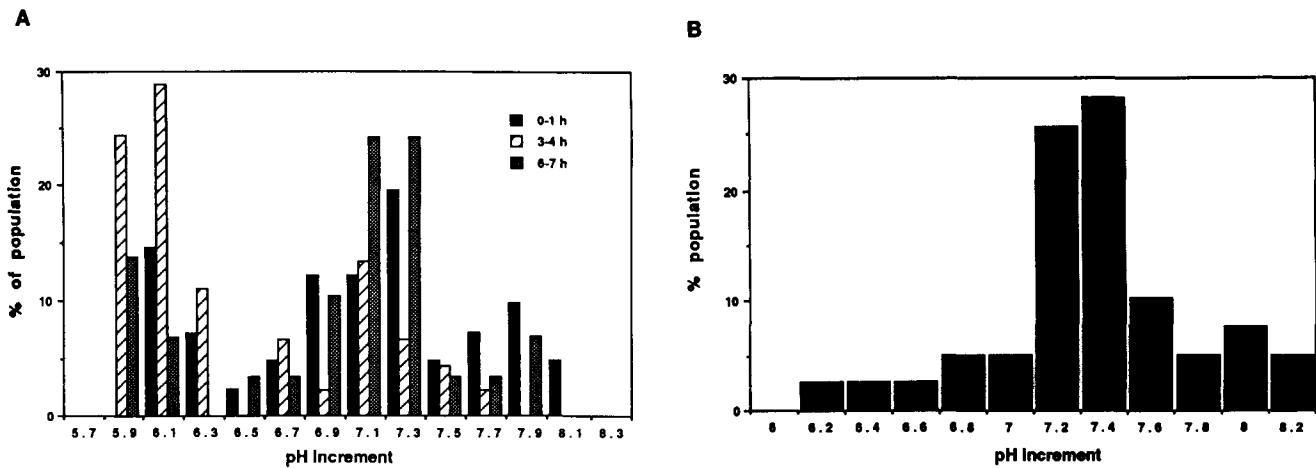 A
30
20
10
0
% of population
0-1 h
3-4 h
6-7 h
5.7 5.9 6.1 6.3 6.5 6.7 6.9 7.1 7.3 7.5 7.7 7.9 8.1 8.3
pH Increment
B
30
20
10
0
% population
6 6.2 6.4 6.6 6.8 7 7.2 7.4 7.6 7.8 8 8.2
pH Increment